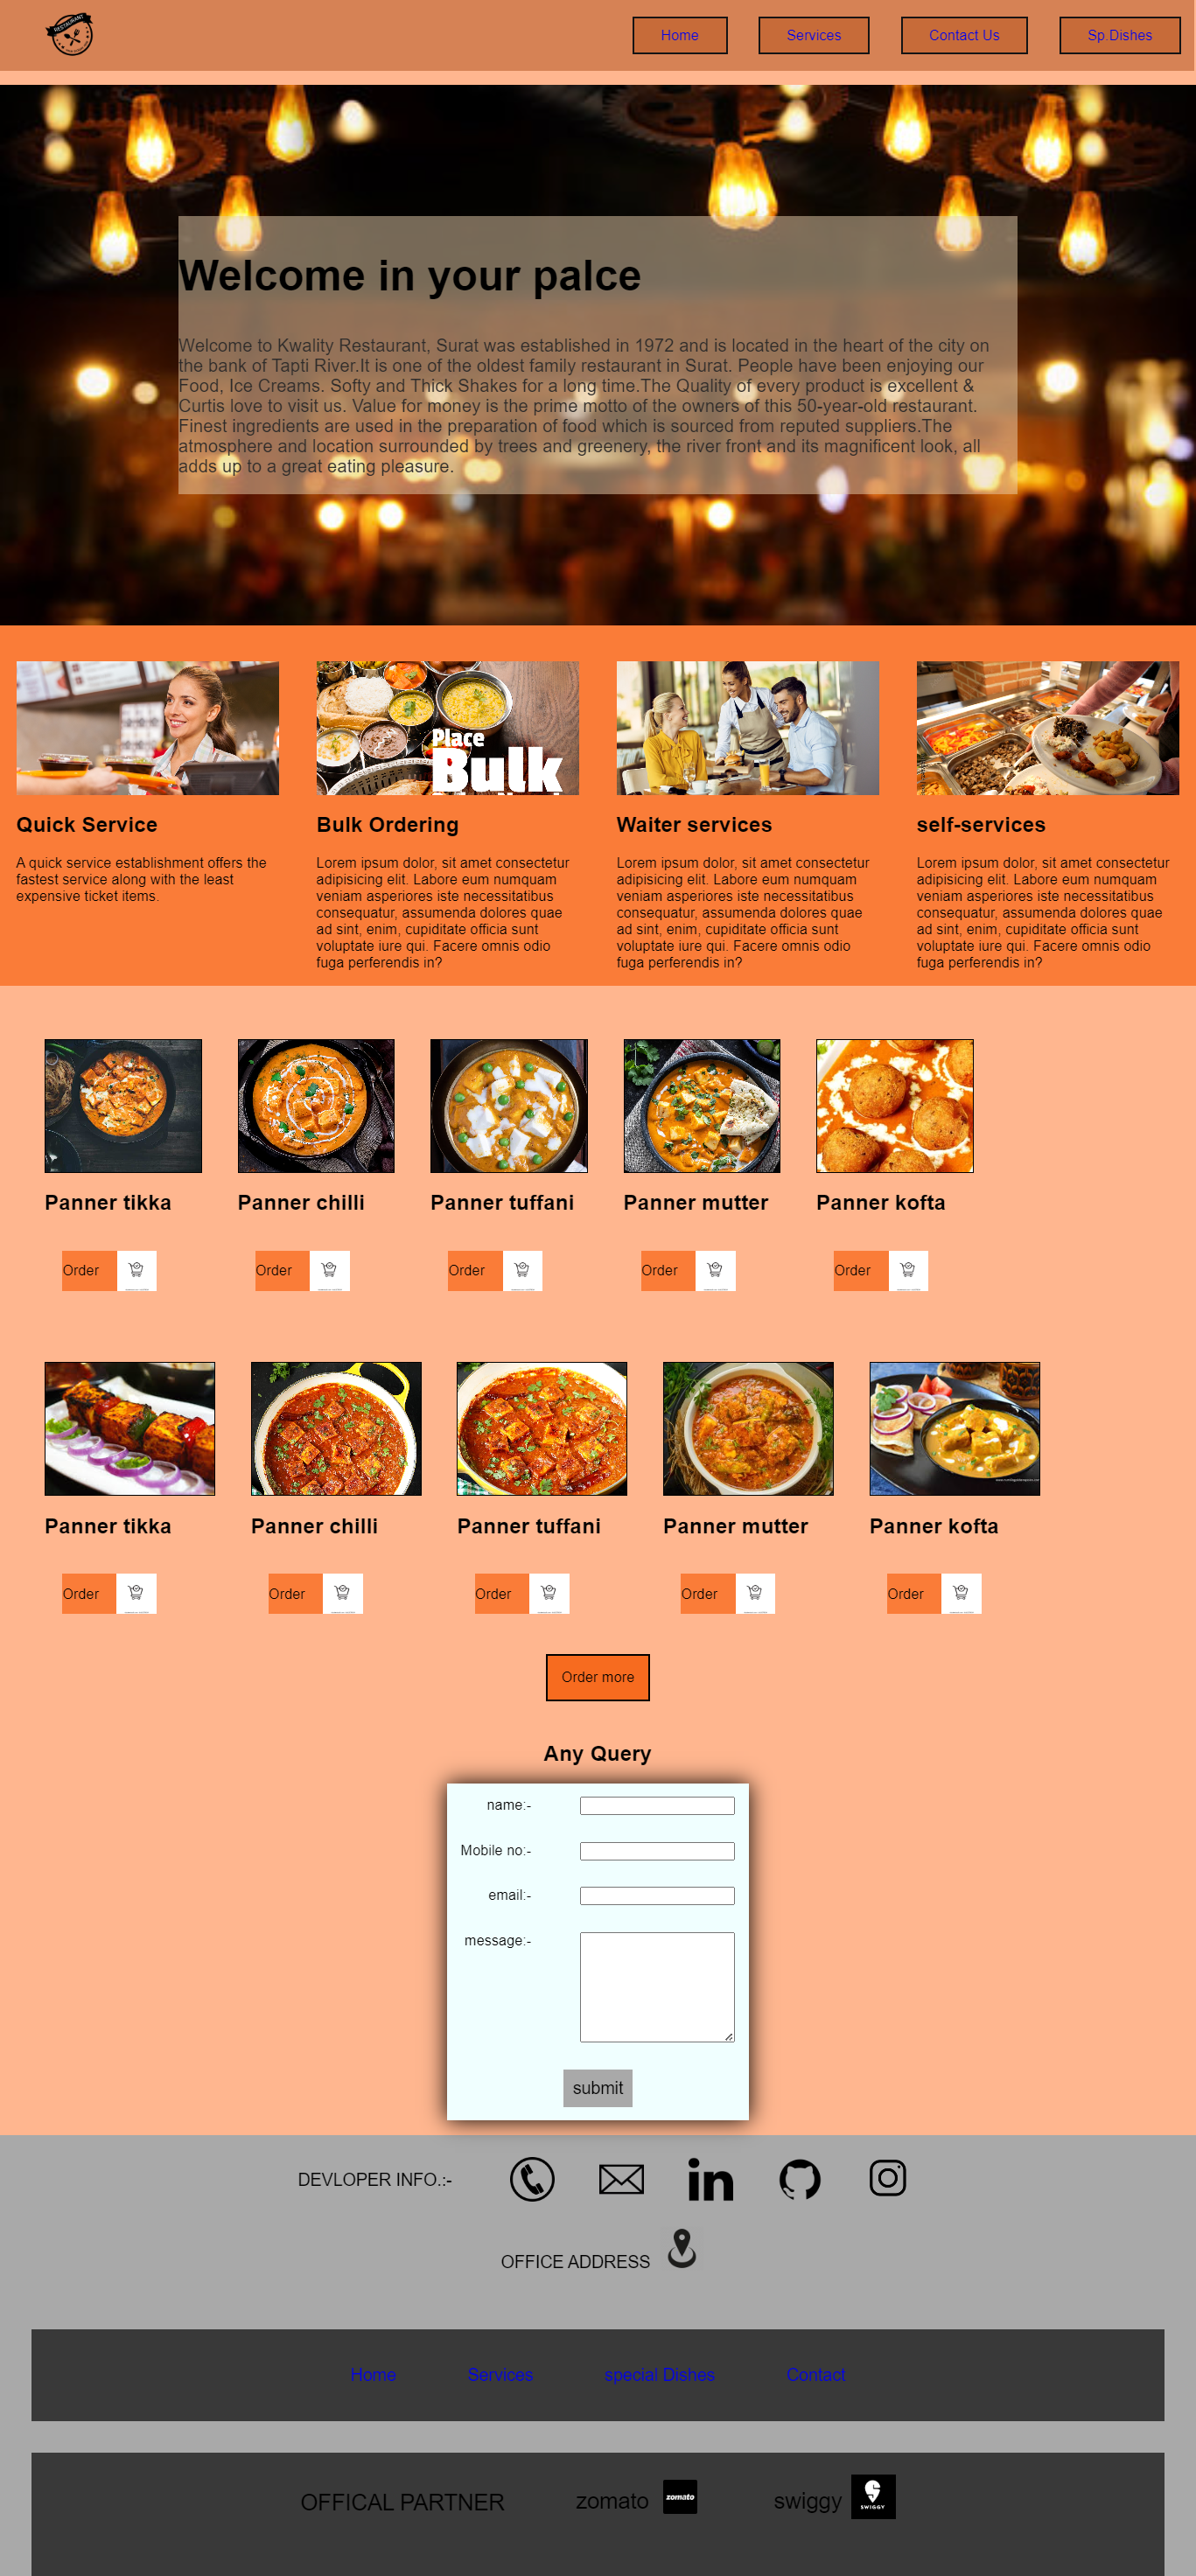 RESTAURANT
Home
Services
Contact Us
Sp.Dishes
Welcome in your palce
Welcome to Kwality Restaurant, Surat was established in 1972 and is located in the heart of the city on
the bank of Tapti River.It is one of the oldest family restaurant in Surat. People have been enjoying our
Food, Ice Creams. Softy and Thick Shakes for a long time.The Quality of every product is excellent &
Curtis love to visit us. Value for money is the prime motto of the owners of this 50-year-old restaurant.
Finest ingredients are used in the preparation of food which is sourced from reputed suppliers.The
atmosphere and location surrounded by trees and greenery, the river front and its magnificent look, all
adds up to a great eating pleasure.
Quick Service
A quick service establishment offers the
fastest service along with the least
expensive ticket items.
Place
Bulk
Bulk Ordering
Lorem ipsum dolor, sit amet consectetur
adipisicing elit. Labore eum numquam
veniam asperiores iste necessitatibus
consequatur, assumenda dolores quae
ad sint, enim, cupiditate officia sunt
voluptate iure qui. Facere omnis odio
fuga perferendis in?
Waiter services
Lorem ipsum dolor, sit amet consectetur
adipisicing elit. Labore eum numquam
veniam asperiores iste necessitatibus
consequatur, assumenda dolores quae
ad sint, enim, cupiditate officia sunt
voluptate iure qui. Facere omnis odio
fuga perferendis in?
self-services
Lorem ipsum dolor, sit amet consectetur
adipisicing elit. Labore eum numquam
veniam asperiores iste necessitatibus
consequatur, assumenda dolores quae
ad sint, enim, cupiditate officia sunt
voluptate iure qui. Facere omnis odio
fuga perferendis in?
Panner tikka
Order
Panner chilli
Order
Panner tuffani
Order
Panner mutter
Order
Panner kofta
Order
Panner tikka
Order
Panner chilli
Order
Panner tuffani
Order
Panner mutter
Order
Panner kofta
Order
Order more
Any Query
name:-
Mobile no:-
email:-
message:-
submit
DEVLOPER INFO.:-
in
OFFICE ADDRESS
Home
Services
special Dishes
Contact
OFFICAL PARTNER
zomato
zomato
swiggy
SWIGGY